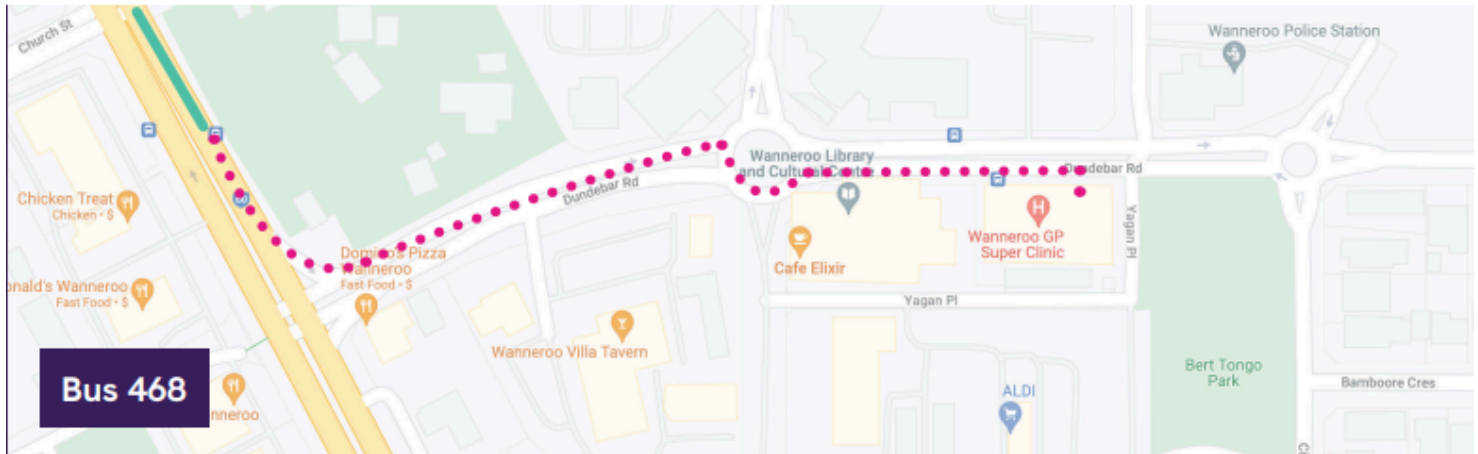 Church St
Wanneroo Police Station
Wanneroo Library
and Cultural Centre
Dundebar Rd
Dundebar Rd
Chicken Treat
Chicken • $
Wanneroo GP
Super Clinic
Yagan Pl
Cafe Elixir
Domino's Pizza
Wanneroo
Fast Food • $
onald's Wanneroo
Fast Food • $
Yagan Pl
Wanneroo Villa Tavern
Bert Tongo
Park
Bamboore Cres
ALDI
Bus 468
nneroo